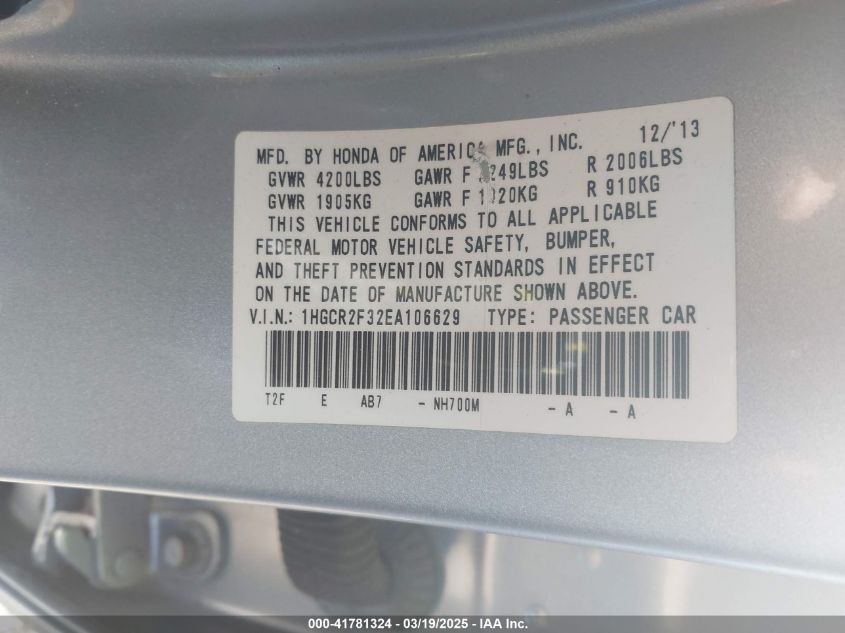 MFD. BY HONDA OF AMERICA MFG., INC. 12/'13
GVWR 4200LBS GAWR F 249LBS R 2006LBS
GVWR 1905KG GAWR F 1020KG R 910KG
THIS VEHICLE CONFORMS TO ALL APPLICABLE
FEDERAL MOTOR VEHICLE SAFETY, BUMPER,
AND THEFT PREVENTION STANDARDS IN EFFECT
ON THE DATE OF MANUFACTURE SHOWN ABOVE.
V.I.N.: 1HGCR2F32EA106629 TYPE: PASSENGER CAR
T2F E AB7 - NH700M - A - A
000-41781324 - 03/19/2025 - IAA Inc.